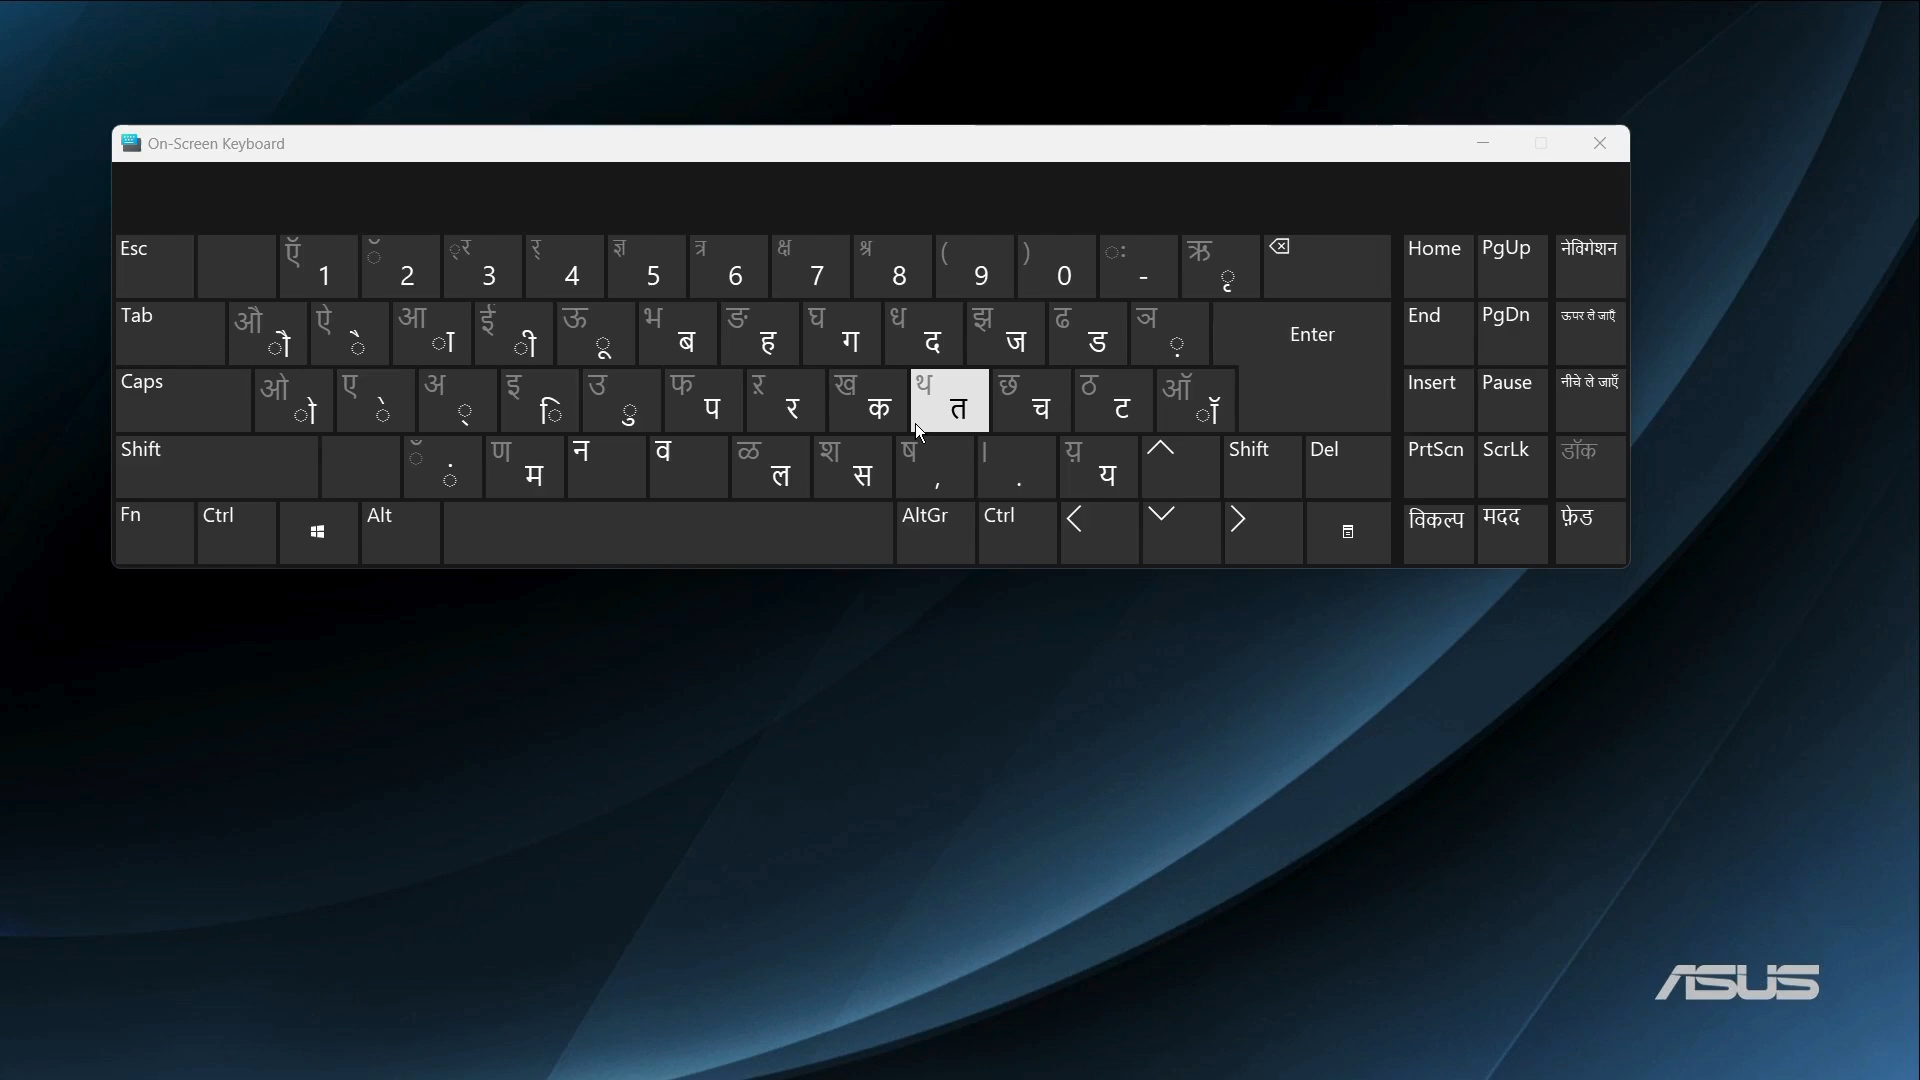 On-Screen Keyboard
Esc ऍ 1 ॅ 2 ्र 3 र् 4 ज्ञ 5 त्र 6 क्ष 7 श्र 8 ( 9 ) 0 ः - ऋ ृ Home PgUp नेविगेशन
Tab औ ौ ऐ ै आ ा ई ी ऊ ू भ ब ङ ह घ ग ध द झ ज ढ ड ञ ़ Enter End PgDn ऊपर ले जाएँ
Caps ओ ो ए े अ ् इ ि उ ु फ प ऱ र ख क थ त छ च ठ ट ऑ ॉ Insert Pause नीचे ले जाएँ
Shift ँ ं ण म न व ळ ल श स ष , । . य़ य Shift Del PrtScn ScrLk डॉक
Fn Ctrl Alt AltGr Ctrl विकल्प मदद फ़ेड
ASUS